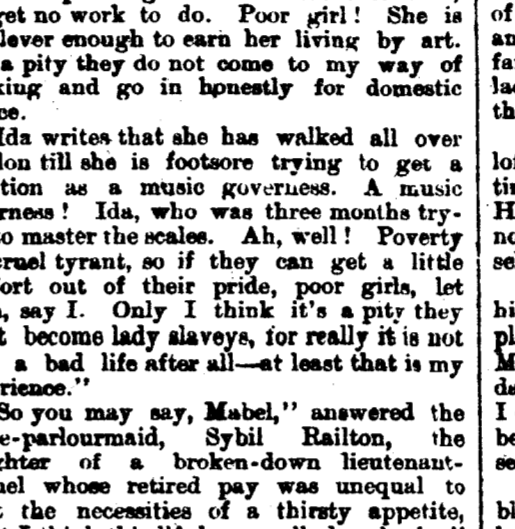 get no work to do. Poor girl! She is
lever enough to earn her living by art.
a pity they do not come to my way of
king and go in honestly for domestic
ce.
Ida writes that she has walked all over
lon till she is footsore trying to get a
tion as a music governess. A music
rness! Ida, who was three months try-
o master the scales. Ah, well! Poverty
cruel tyrant, so if they can get a little
fort out of their pride, poor girls, let
, say I. Only I think it's a pity they
t become lady slaveys, for really it is not
a bad life after all—at least that is my
rience."
So you may say, Mabel," answered the
e-parlourmaid, Sybil Railton, the
ghter of a broken-down lieutenant-
nel whose retired pay was unequal to
t the necessities of a thirsty appetite,
of
an
fa
la
th
lo
ti
H
no
se
hi
pl
M
da
I
be
se
bl